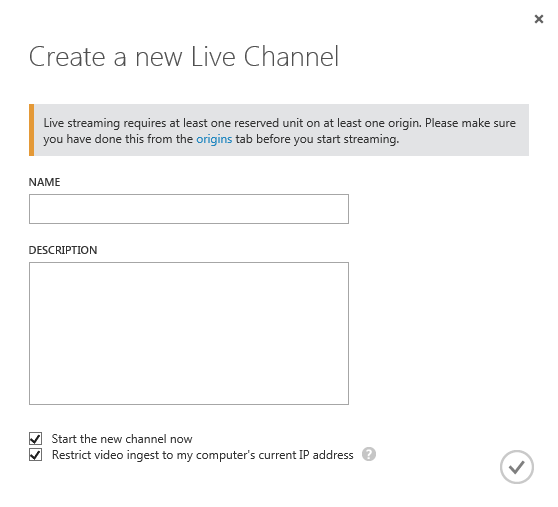 Create a new Live Channel
Live streaming requires at least one reserved unit on at least one origin. Please make sure
you have done this from the origins tab before you start streaming.
NAME
DESCRIPTION
Start the new channel now
Restrict video ingest to my computer's current IP address ?